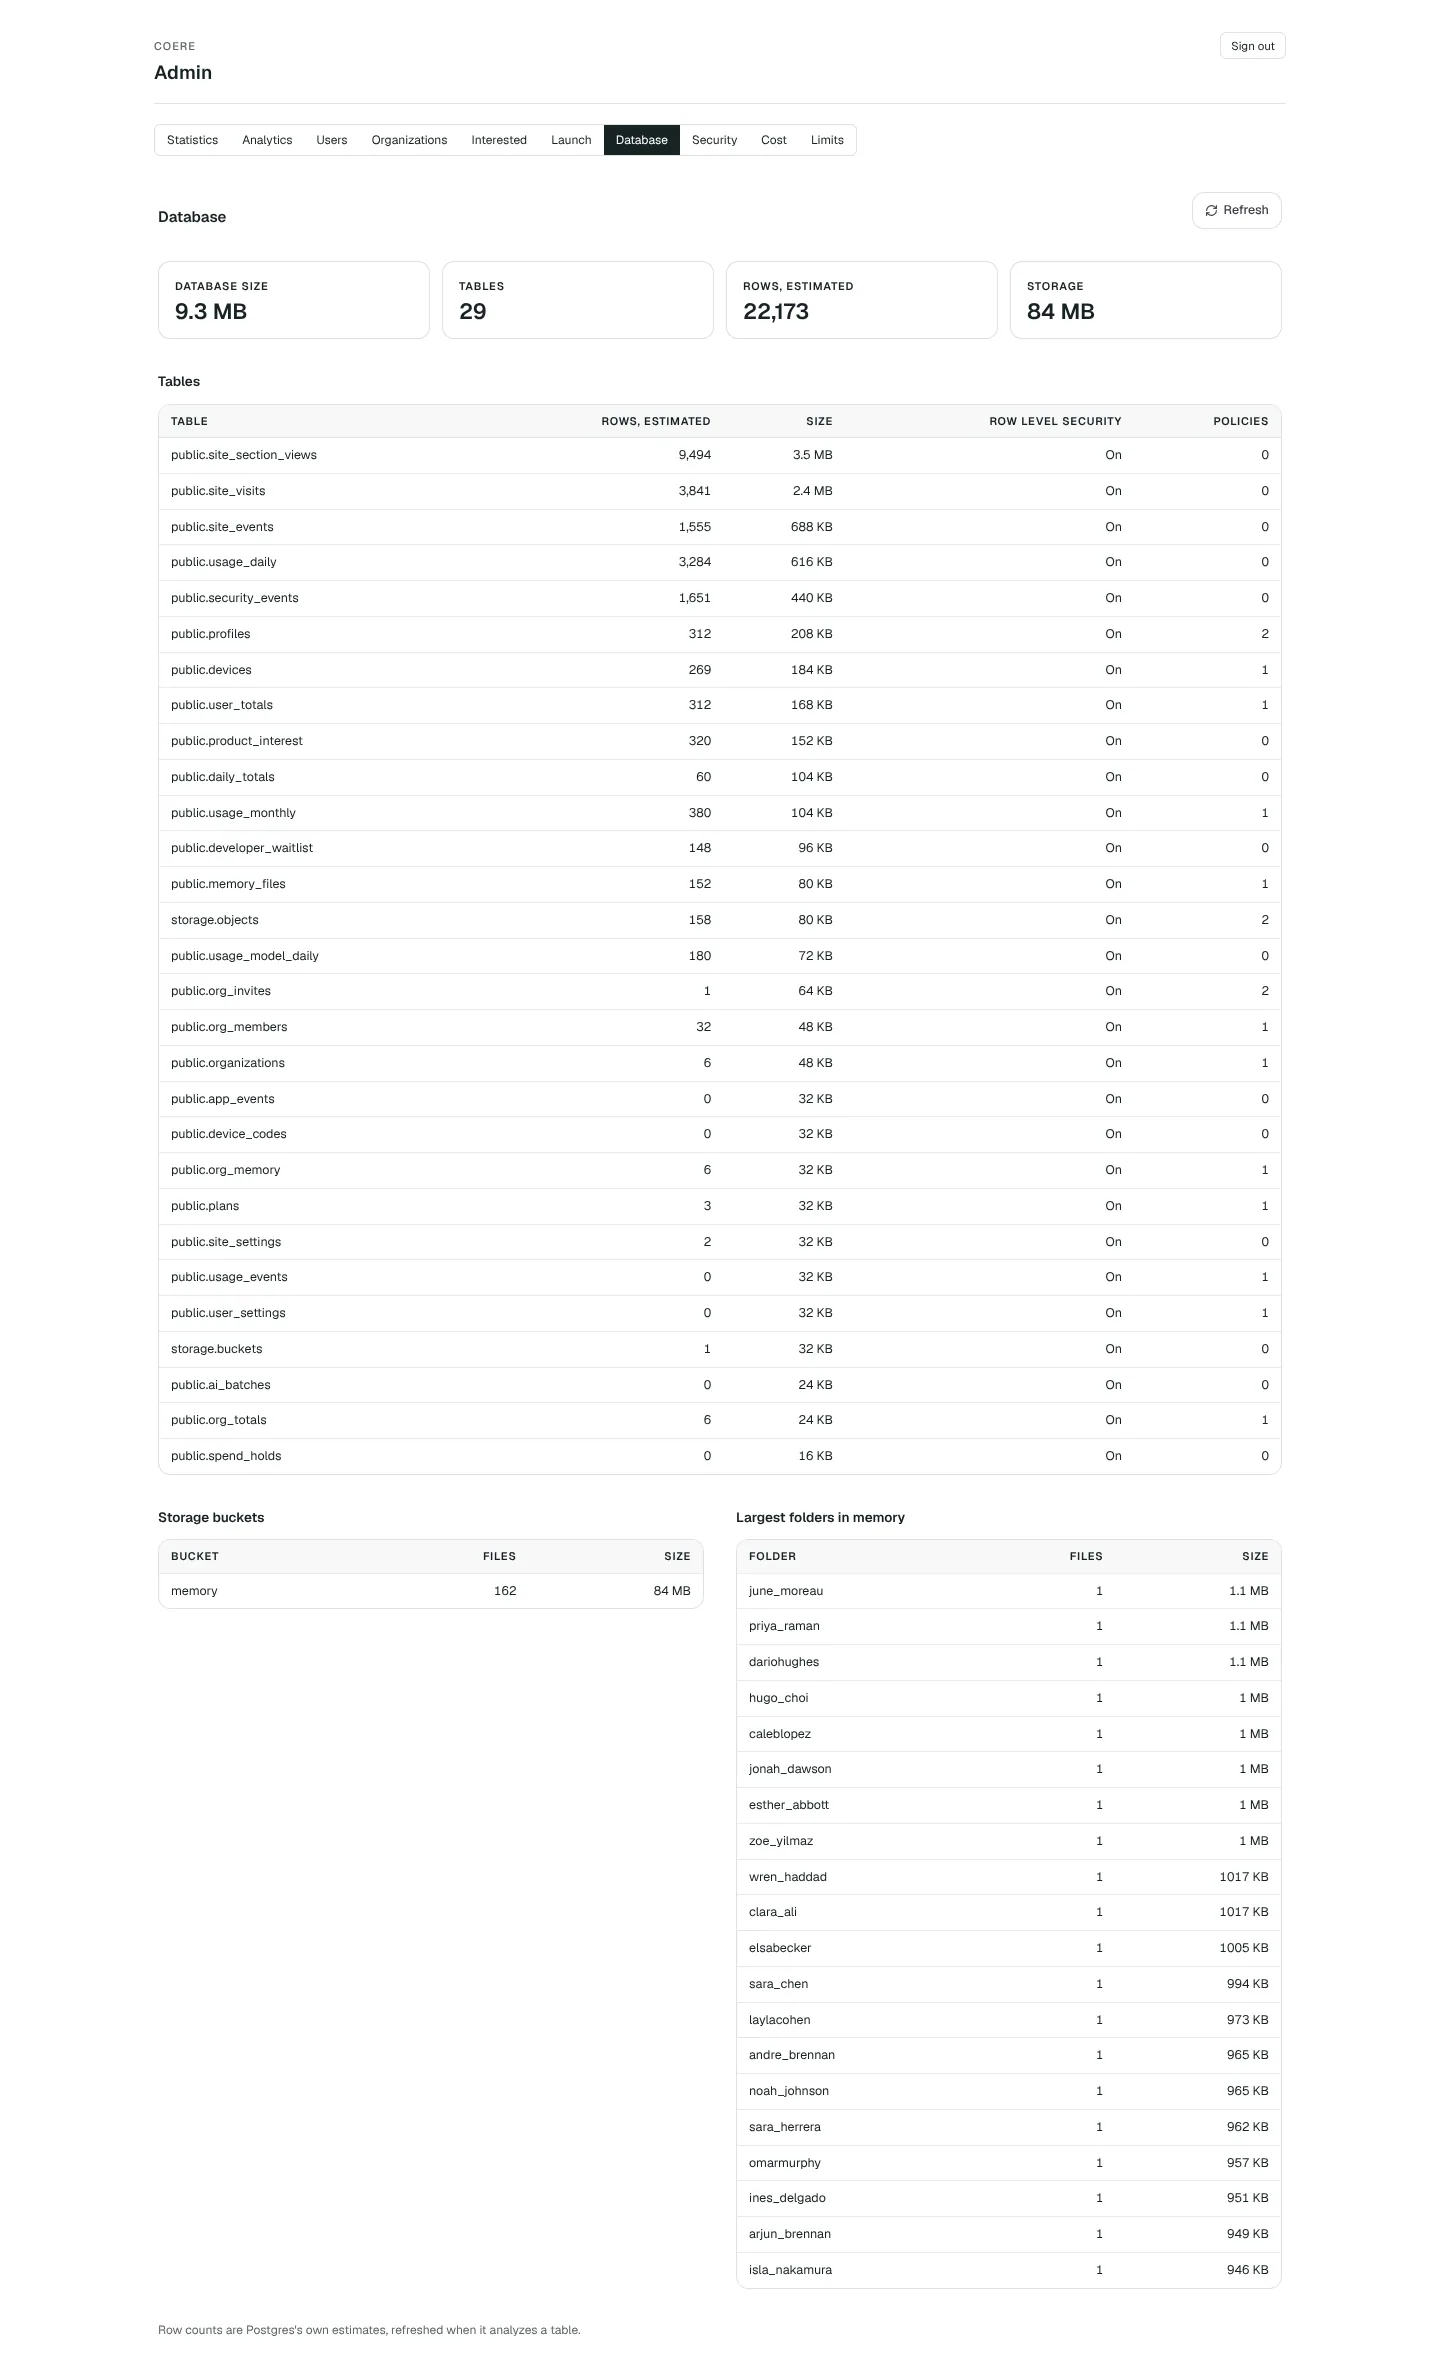 COERE
Sign out
Admin
Statistics Analytics Users Organizations Interested Launch Database Security Cost Limits
Database
Refresh
DATABASE SIZE TABLES ROWS, ESTIMATED STORAGE
9.3 MB 29 22,173 84 MB
Tables
TABLE ROWS, ESTIMATED SIZE ROW LEVEL SECURITY POLICIES
public.site_section_views 9,494 3.5 MB On 0
public.site_visits 3,841 2.4 MB On 0
public.site_events 1,555 688 KB On 0
public.usage_daily 3,284 616 KB On 0
public.security_events 1,651 440 KB On 0
public.profiles 312 208 KB On 2
public.devices 269 184 KB On 1
public.user_totals 312 168 KB On 1
public.product_interest 320 152 KB On 0
public.daily_totals 60 104 KB On 0
public.usage_monthly 380 104 KB On 1
public.developer_waitlist 148 96 KB On 0
public.memory_files 152 80 KB On 1
storage.objects 158 80 KB On 2
public.usage_model_daily 180 72 KB On 0
public.org_invites 1 64 KB On 2
public.org_members 32 48 KB On 1
public.organizations 6 48 KB On 1
public.app_events 0 32 KB On 0
public.device_codes 0 32 KB On 0
public.org_memory 6 32 KB On 1
public.plans 3 32 KB On 1
public.site_settings 2 32 KB On 0
public.usage_events 0 32 KB On 1
public.user_settings 0 32 KB On 1
storage.buckets 1 32 KB On 0
public.ai_batches 0 24 KB On 0
public.org_totals 6 24 KB On 1
public.spend_holds 0 16 KB On 0
Storage buckets
BUCKET FILES SIZE
memory 162 84 MB
Largest folders in memory
FOLDER FILES SIZE
june_moreau 1 1.1 MB
priya_raman 1 1.1 MB
dariohughes 1 1.1 MB
hugo_choi 1 1 MB
caleblopez 1 1 MB
jonah_dawson 1 1 MB
esther_abbott 1 1 MB
zoe_yilmaz 1 1 MB
wren_haddad 1 1017 KB
clara_ali 1 1017 KB
elsabecker 1 1005 KB
sara_chen 1 994 KB
laylacohen 1 973 KB
andre_brennan 1 965 KB
noah_johnson 1 965 KB
sara_herrera 1 962 KB
omarmurphy 1 957 KB
ines_delgado 1 951 KB
arjun_brennan 1 949 KB
isla_nakamura 1 946 KB
Row counts are Postgres's own estimates, refreshed when it analyzes a table.